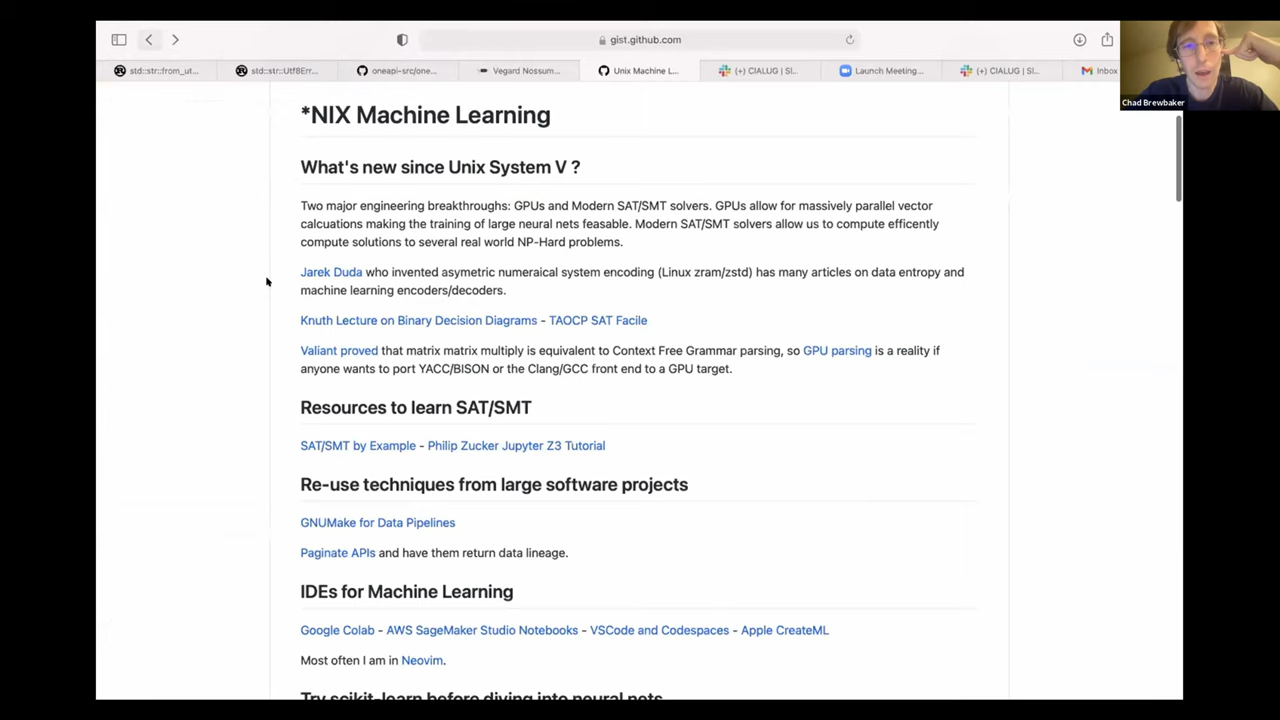 gist.github.com
std::str::from_ut...
std::str::Utf8Err...
oneapi-src/one...
Vegard Nossum...
Unix Machine L...
(+) CIALUG | Sl...
Launch Meeting...
(+) CIALUG | Sl...
Inbox
Chad Brewbaker
*NIX Machine Learning
What's new since Unix System V ?
Two major engineering breakthroughs: GPUs and Modern SAT/SMT solvers. GPUs allow for massively parallel vector
calcuations making the training of large neural nets feasable. Modern SAT/SMT solvers allow us to compute efficently
compute solutions to several real world NP-Hard problems.
Jarek Duda who invented asymetric numeraical system encoding (Linux zram/zstd) has many articles on data entropy and
machine learning encoders/decoders.
Knuth Lecture on Binary Decision Diagrams - TAOCP SAT Facile
Valiant proved that matrix matrix multiply is equivalent to Context Free Grammar parsing, so GPU parsing is a reality if
anyone wants to port YACC/BISON or the Clang/GCC front end to a GPU target.
Resources to learn SAT/SMT
SAT/SMT by Example - Philip Zucker Jupyter Z3 Tutorial
Re-use techniques from large software projects
GNUMake for Data Pipelines
Paginate APIs and have them return data lineage.
IDEs for Machine Learning
Google Colab - AWS SageMaker Studio Notebooks - VSCode and Codespaces - Apple CreateML
Most often I am in Neovim.
Try scikit-learn before diving into neural nets